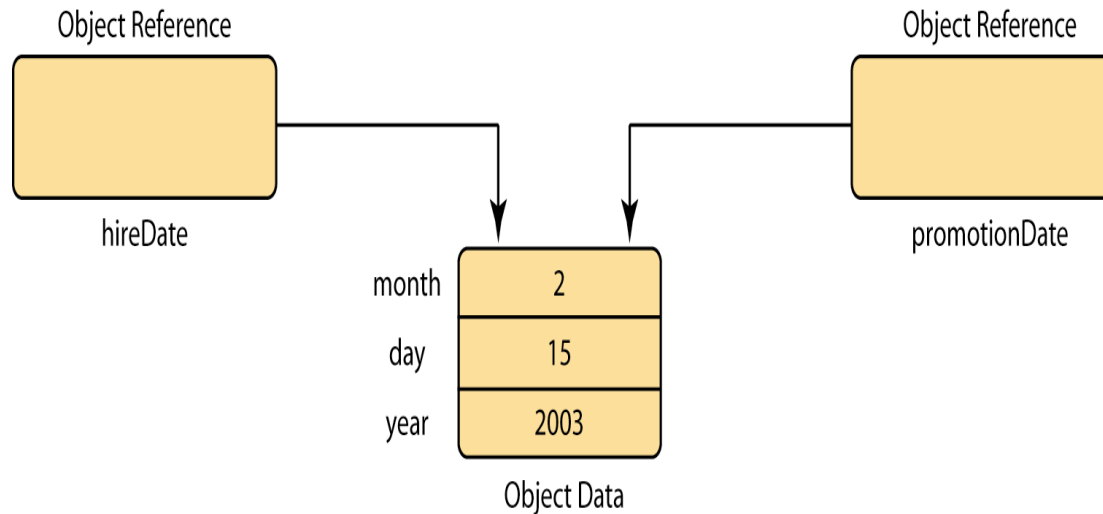 Object Reference
Object Reference
hireDate
promotionDate
month 2
day 15
year 2003
Object Data